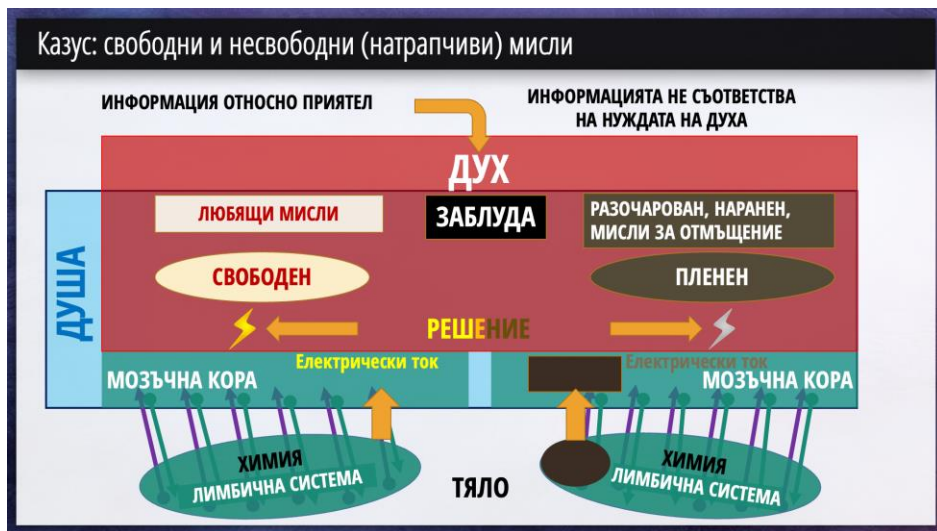 Казус: свободни и несвободни (натрапчиви) мисли
ИНФОРМАЦИЯ ОТНОСНО ПРИЯТЕЛ
ИНФОРМАЦИЯТА НЕ СЪОТВЕТСТВА
НА НУЖДАТА НА ДУХА
ДУХ
ДУША
ЛЮБЯЩИ МИСЛИ
ЗАБЛУДА
РАЗОЧАРОВАН, НАРАНЕН,
МИСЛИ ЗА ОТМЪЩЕНИЕ
СВОБОДЕН
ПЛЕНЕН
РЕШЕНИЕ
Електрически ток
Електрически ток
МОЗЪЧНА КОРА
МОЗЪЧНА КОРА
ХИМИЯ
ЛИМБИЧНА СИСТЕМА
ТЯЛО
ХИМИЯ
ЛИМБИЧНА СИСТЕМА